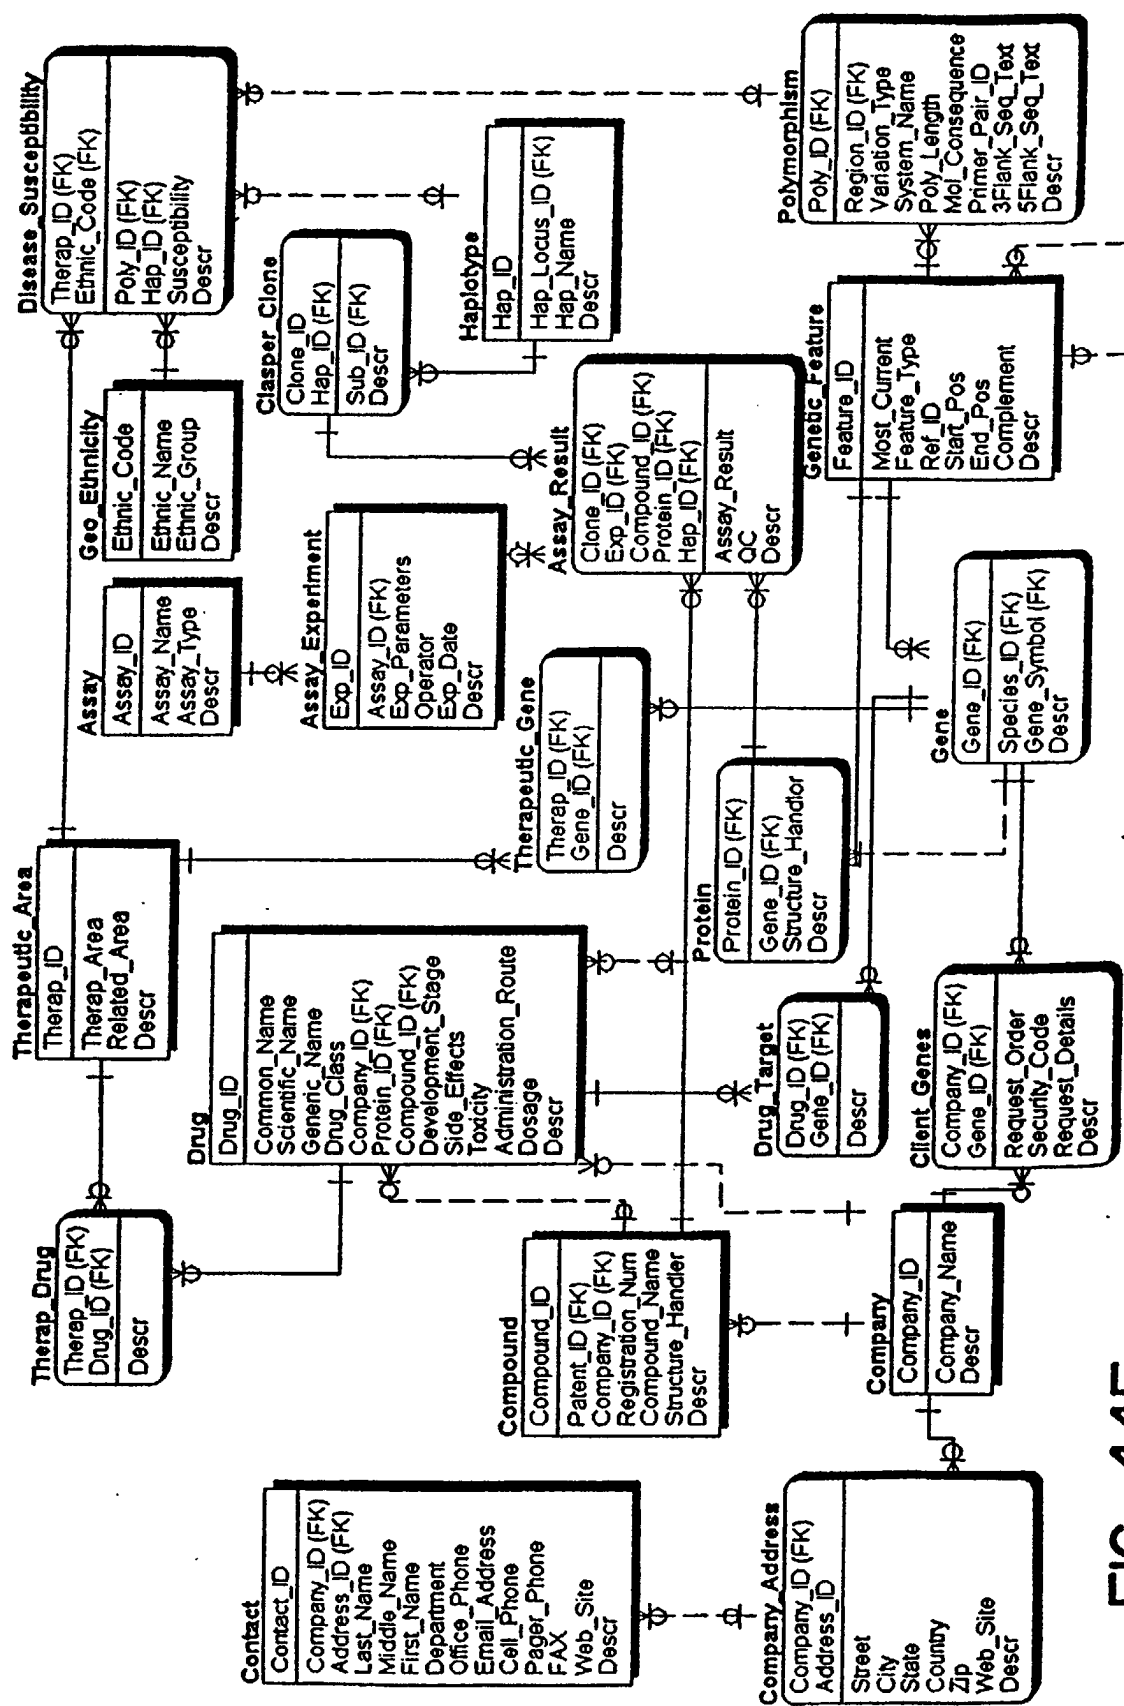 Therap_Drug
Therap_ID (FK)
Drug_ID (FK)
Descr
Therapeutic_Area
Therap_ID
Therap_Area
Related_Area
Descr
Assay
Assay_ID
Assay_Name
Assay_Type
Descr
Geo_Ethnicity
Ethnic_Code
Ethnic_Name
Ethnic_Group
Descr
Disease_Susceptibility
Therap_ID (FK)
Ethnic_Code (FK)
Poly_ID (FK)
Hap_ID (FK)
Susceptibility
Descr
Contact
Contact_ID
Company_ID (FK)
Address_ID (FK)
Last_Name
Middle_Name
First_Name
Department
Office_Phone
Email_Address
Cell_Phone
Pager_Phone
FAX
Web_Site
Descr
Drug
Drug_ID
Common_Name
Scientific_Name
Generic_Name
Drug_Class
Company_ID (FK)
Protein_ID (FK)
Compound_ID (FK)
Development_Stage
Side_Effects
Toxicity
Administration_Route
Dosage
Descr
Assay_Experiment
Exp_ID
Assay_ID (FK)
Exp_Parameters
Operator
Exp_Date
Descr
Clasper_Clone
Clone_ID
Hap_ID (FK)
Sub_ID (FK)
Descr
Haplotype
Hap_ID
Hap_Locus_ID (FK)
Hap_Name
Descr
Compound
Compound_ID
Patent_ID (FK)
Company_ID (FK)
Registration_Num
Compound_Name
Structure_Handler
Descr
Therapeutic_Gene
Therap_ID (FK)
Gene_ID (FK)
Descr
Assay_Result
Clone_ID (FK)
Exp_ID (FK)
Compound_ID (FK)
Protein_ID (FK)
Hap_ID (FK)
Assay_Result
QC
Descr
Protein
Protein_ID (FK)
Gene_ID (FK)
Structure_Handlor
Descr
Drug_Target
Drug_ID (FK)
Gene_ID (FK)
Descr
Polymorphism
Poly_ID (FK)
Region_ID (FK)
Variation_Type
System_Name
Poly_Length
Mol_Consequence
Primer_Pair_ID
3Flank_Seq_Text
5Flank_Seq_Text
Descr
Genetic_Feature
Feature_ID
Most_Current
Feature_Type
Ref_ID
Start_Pos
End_Pos
Complement
Descr
Company_Address
Company_ID (FK)
Address_ID
Street
City
State
Country
Zip
Web_Site
Descr
Company
Company_ID
Company_Name
Descr
Client_Genes
Company_ID (FK)
Gene_ID (FK)
Request_Order
Security_Code
Request_Details
Descr
Gene
Gene_ID (FK)
Species_ID (FK)
Gene_Symbol (FK)
Descr